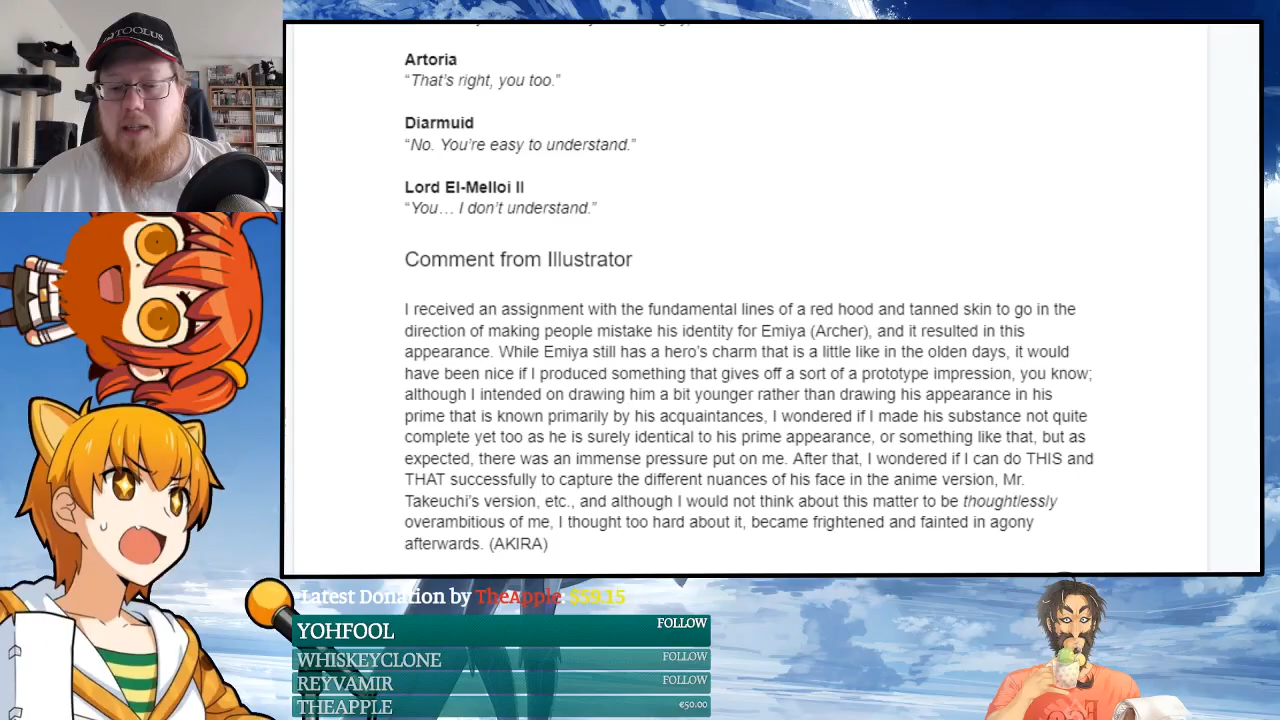 TOOLUS
Artoria
“That’s right, you too.”
Diarmuid
“No. You’re easy to understand.”
Lord El-Melloi II
“You… I don’t understand.”
Comment from Illustrator
I received an assignment with the fundamental lines of a red hood and tanned skin to go in the
direction of making people mistake his identity for Emiya (Archer), and it resulted in this
appearance. While Emiya still has a hero’s charm that is a little like in the olden days, it would
have been nice if I produced something that gives off a sort of a prototype impression, you know;
although I intended on drawing him a bit younger rather than drawing his appearance in his
prime that is known primarily by his acquaintances, I wondered if I made his substance not quite
complete yet too as he is surely identical to his prime appearance, or something like that, but as
expected, there was an immense pressure put on me. After that, I wondered if I can do THIS and
THAT successfully to capture the different nuances of his face in the anime version, Mr.
Takeuchi’s version, etc., and although I would not think about this matter to be thoughtlessly
overambitious of me, I thought too hard about it, became frightened and fainted in agony
afterwards. (AKIRA)
Latest Donation by TheApple: $59.15
YOHFOOL FOLLOW
WHISKEYCLONE FOLLOW
REYVAMIR FOLLOW
THEAPPLE €50.00